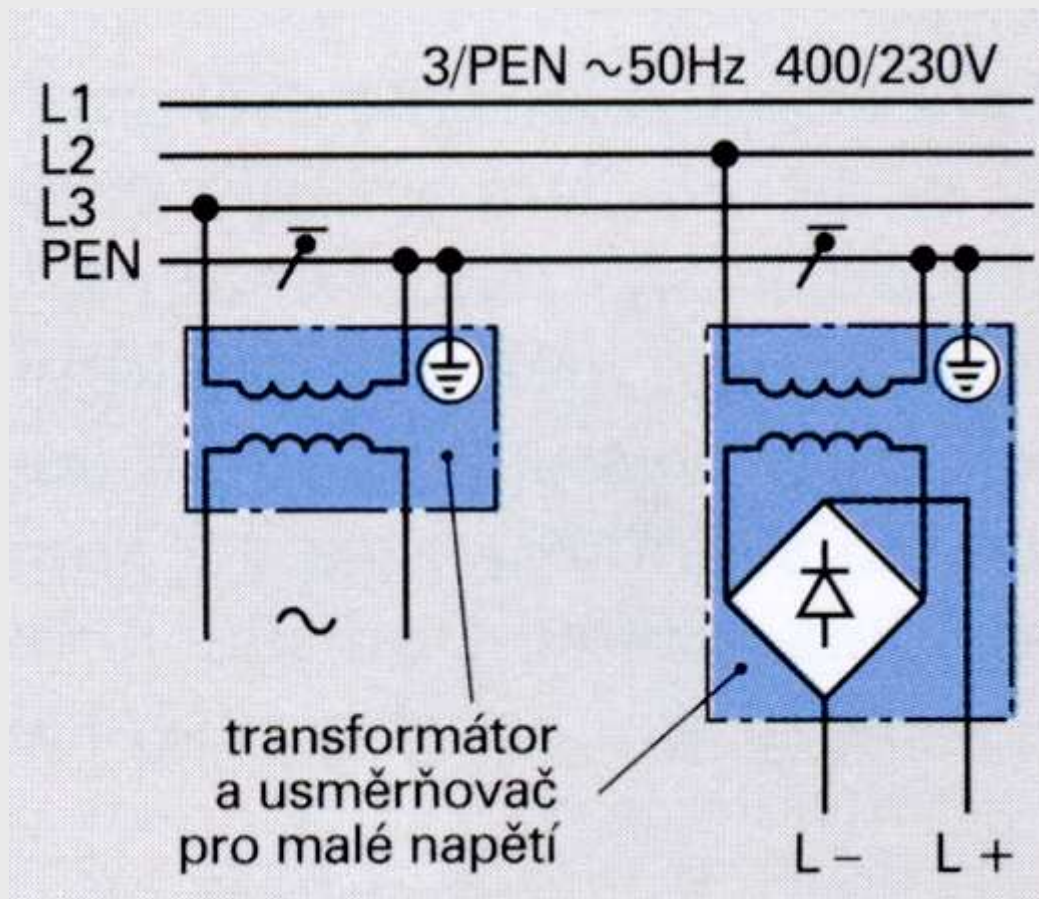 3/PEN ~50Hz 400/230V
L1
L2
L3
PEN
~
transformátor
a usměrňovač
pro malé napětí
L – L +